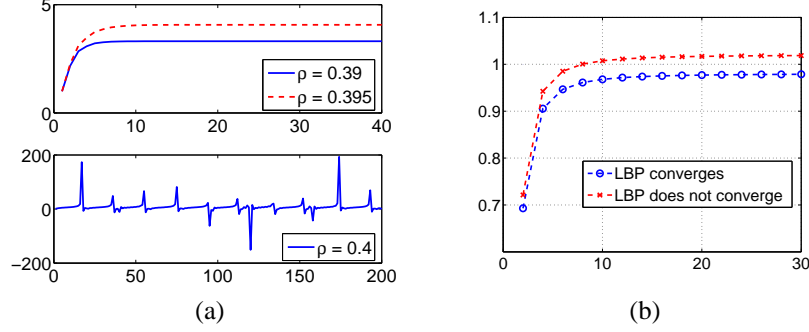 5
0
0 10 20 30 40
ρ = 0.39
ρ = 0.395
200
0
−200
0 50 100 150 200
ρ = 0.4
(a)
1.1
1
0.9
0.8
0.7
0 10 20 30
LBP converges
LBP does not converge
(b)